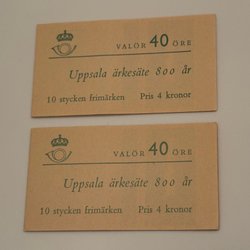 VALÖR 40 ÖRE
Uppsala ärkesäte 800 år
10 stycken frimärken Pris 4 kronor
VALÖR 40 ÖRE
Uppsala ärkesäte 800 år
10 stycken frimärken Pris 4 kronor